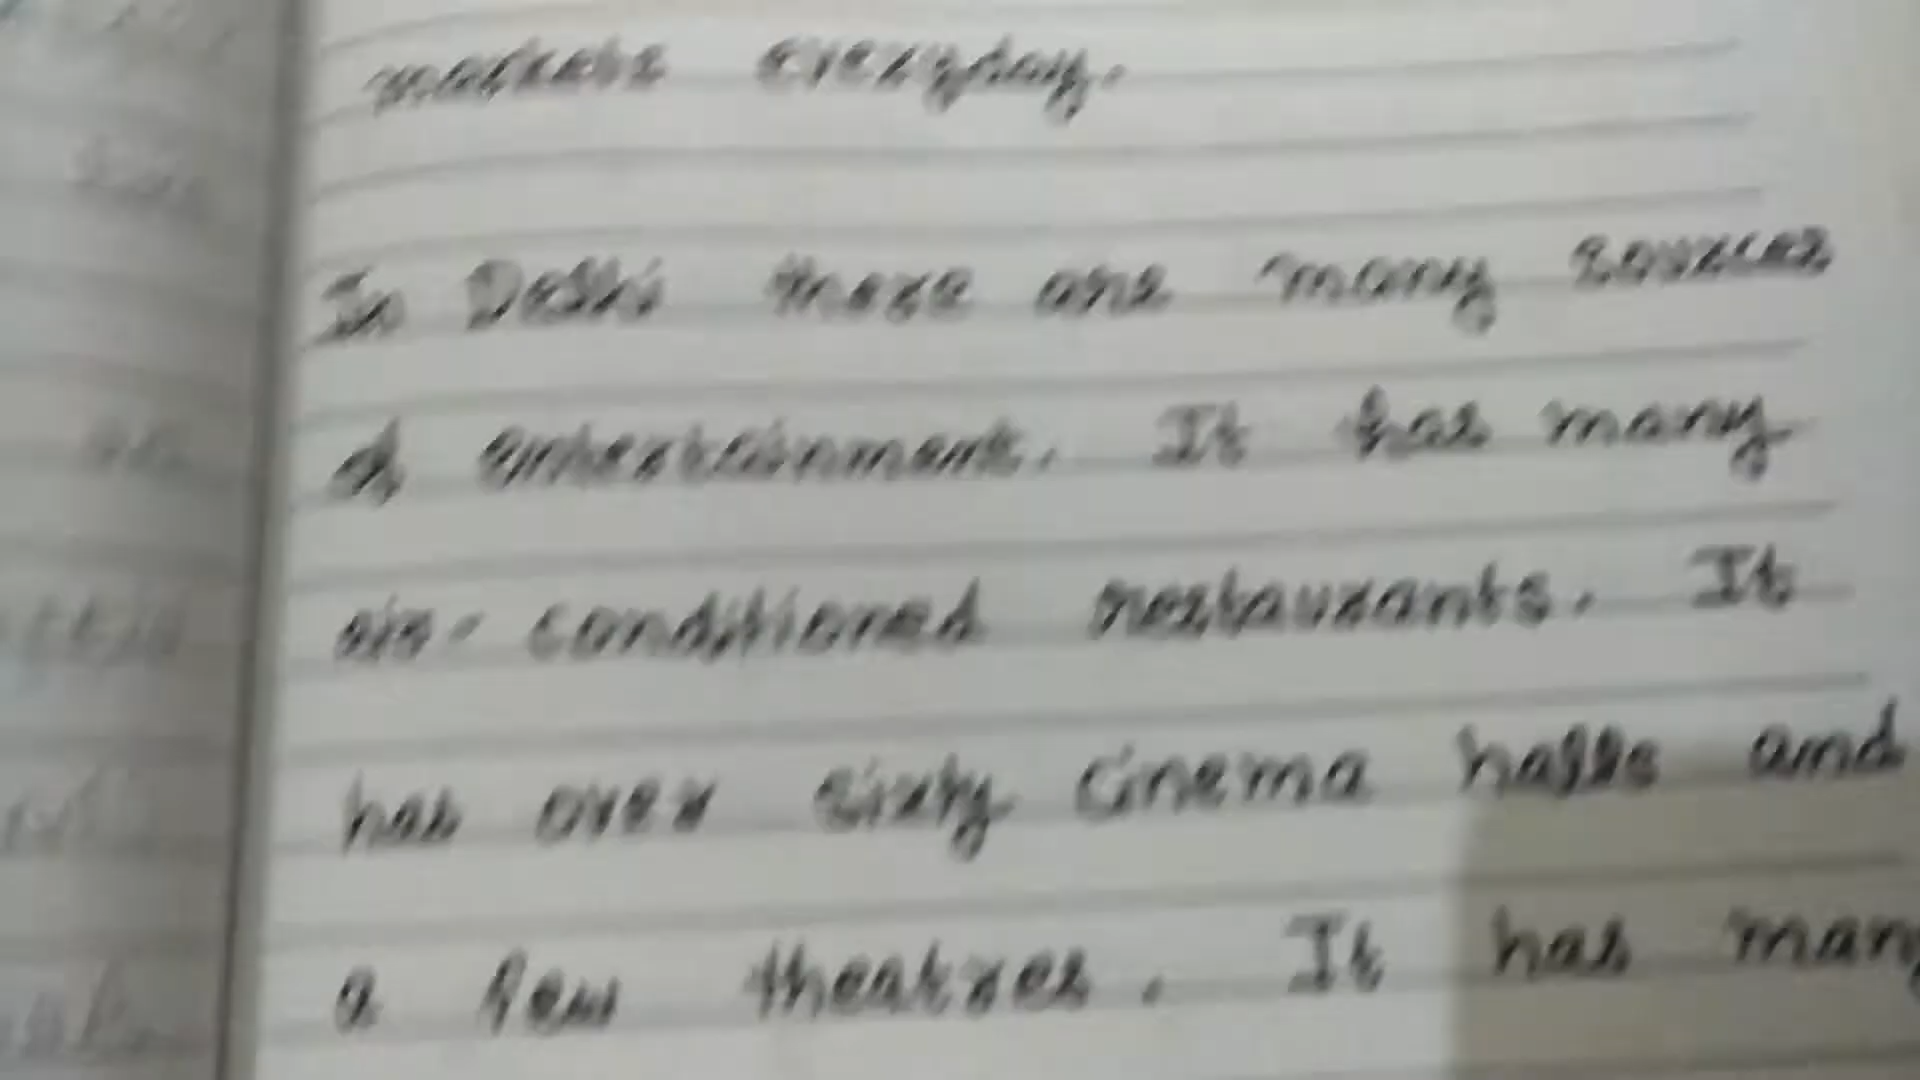 markets everyday.
In Delhi there are many sources
of entertainment. It has many
air-conditioned restaurants. It
has over sixty cinema halls and
a few theatres. It has many